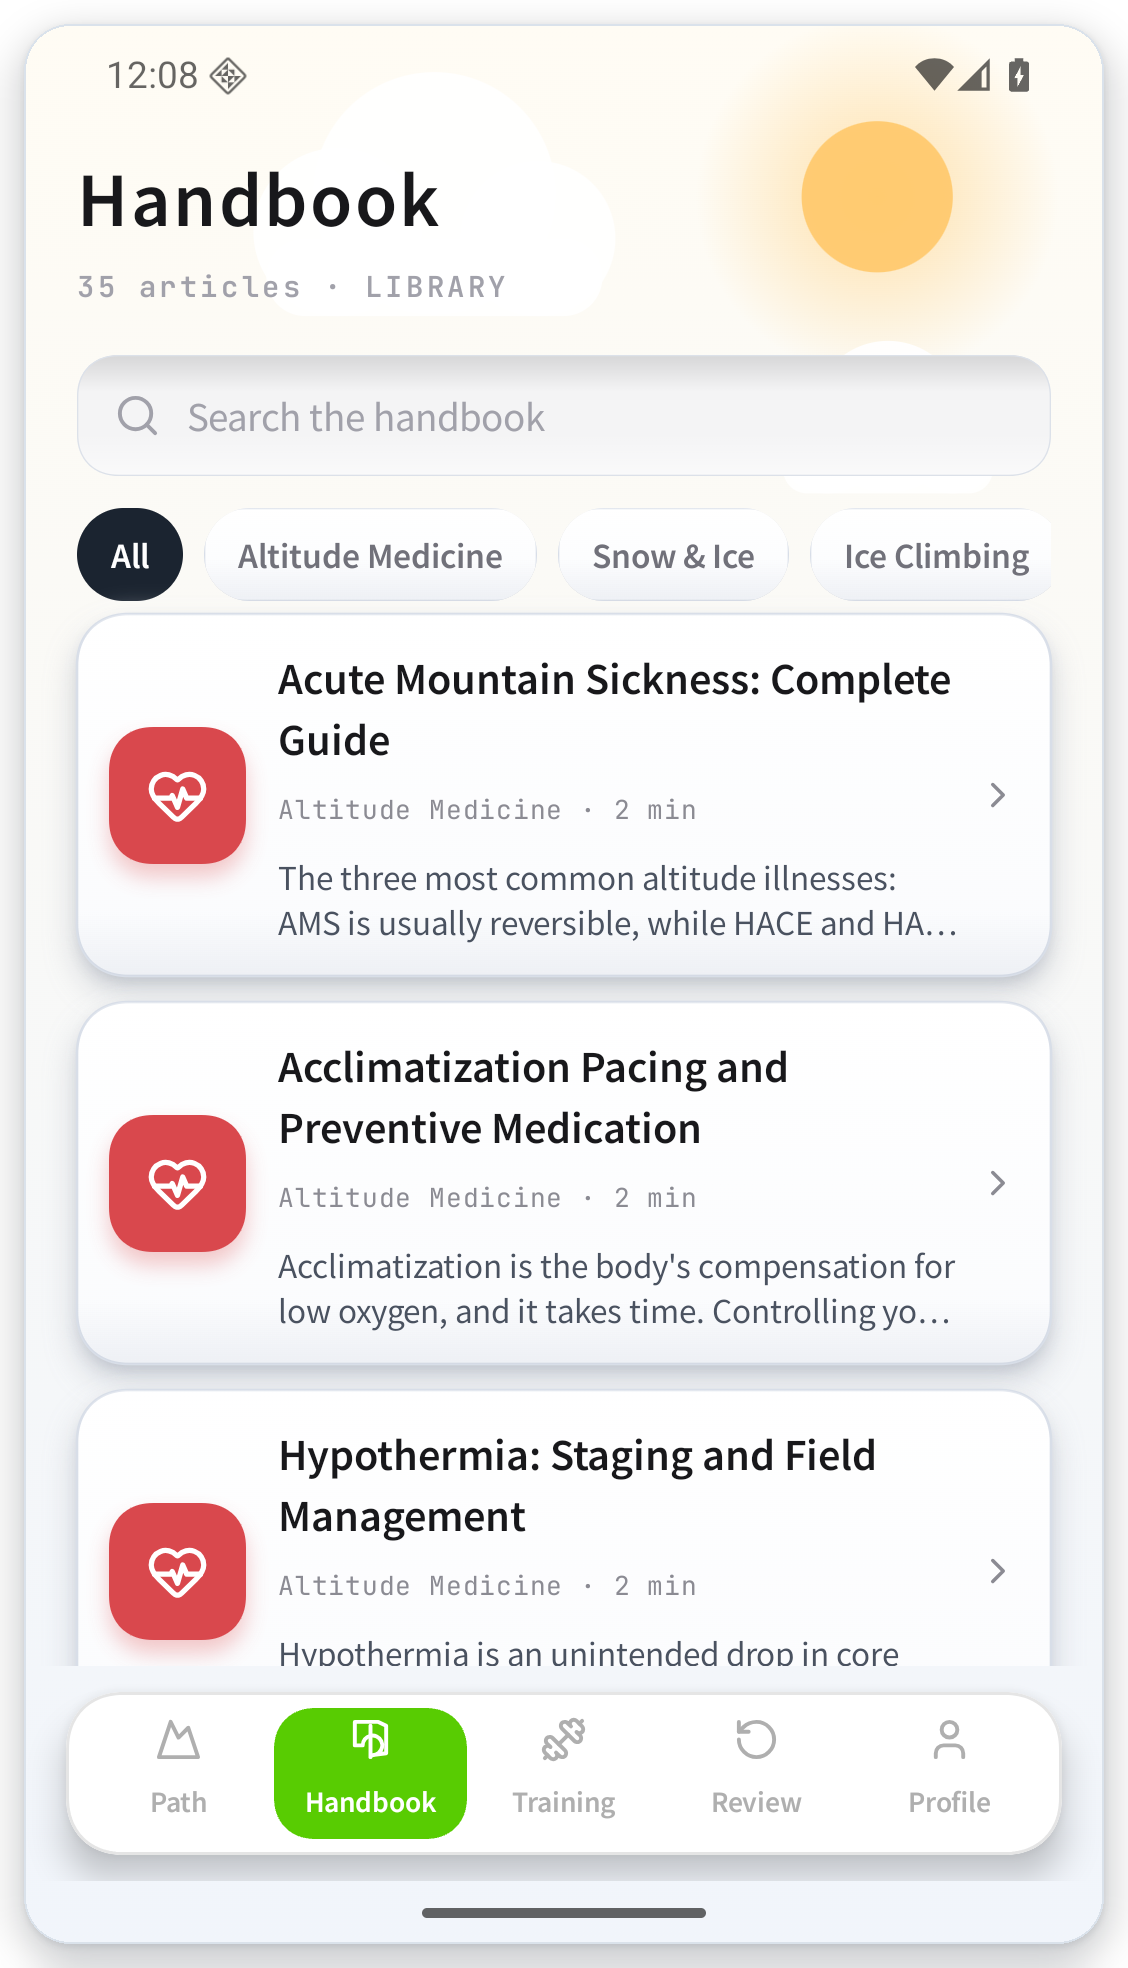 12:08
Handbook
35 articles · LIBRARY
Search the handbook
All
Altitude Medicine
Snow & Ice
Ice Climbing
Acute Mountain Sickness: Complete
Guide
Altitude Medicine · 2 min
The three most common altitude illnesses:
AMS is usually reversible, while HACE and HA…
Acclimatization Pacing and
Preventive Medication
Altitude Medicine · 2 min
Acclimatization is the body's compensation for
low oxygen, and it takes time. Controlling yo…
Hypothermia: Staging and Field
Management
Altitude Medicine · 2 min
Hypothermia is an unintended drop in core
Path
Handbook
Training
Review
Profile